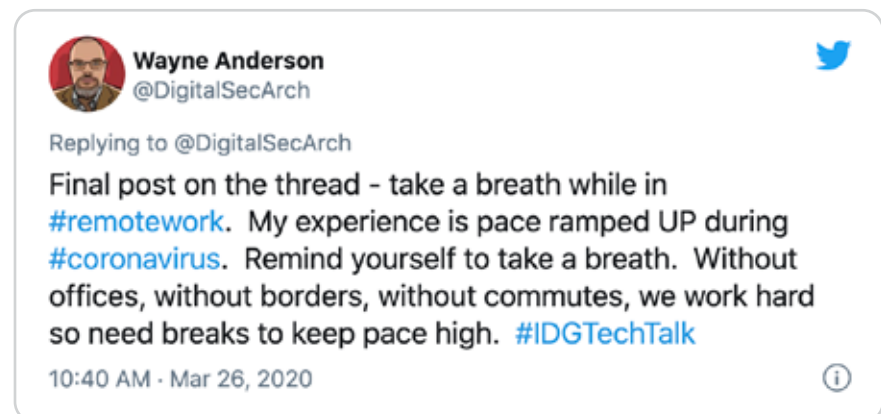 Wayne Anderson
@DigitalSecArch
Replying to @DigitalSecArch
Final post on the thread - take a breath while in
#remotework.  My experience is pace ramped UP during
#coronavirus.  Remind yourself to take a breath.  Without
offices, without borders, without commutes, we work hard
so need breaks to keep pace high.  #IDGTechTalk
10:40 AM · Mar 26, 2020